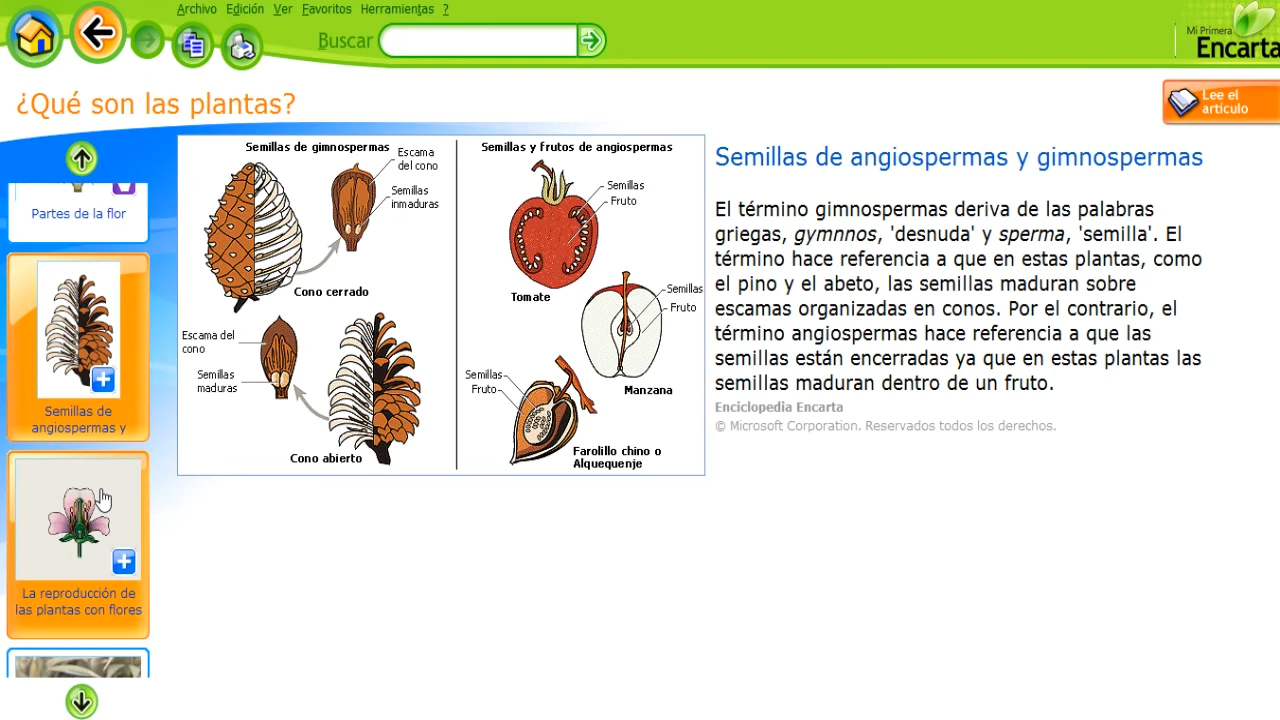 Archivo Edición Ver Favoritos Herramientas ?
Buscar
Mi Primera
Encarta
¿Qué son las plantas?
Lee el
artículo
Partes de la flor
Semillas de
angiospermas y
La reproducción de
las plantas con flores
Semillas de gimnospermas
Escama
del cono
Semillas
inmaduras
Cono cerrado
Escama del
cono
Semillas
maduras
Cono abierto
Semillas y frutos de angiospermas
Semillas
Fruto
Tomate
Semillas
Fruto
Manzana
Semillas
Fruto
Farolillo chino o
Alquequenje
Semillas de angiospermas y gimnospermas
El término gimnospermas deriva de las palabras
griegas, gymnnos, 'desnuda' y sperma, 'semilla'. El
término hace referencia a que en estas plantas, como
el pino y el abeto, las semillas maduran sobre
escamas organizadas en conos. Por el contrario, el
término angiospermas hace referencia a que las
semillas están encerradas ya que en estas plantas las
semillas maduran dentro de un fruto.
Enciclopedia Encarta
© Microsoft Corporation. Reservados todos los derechos.